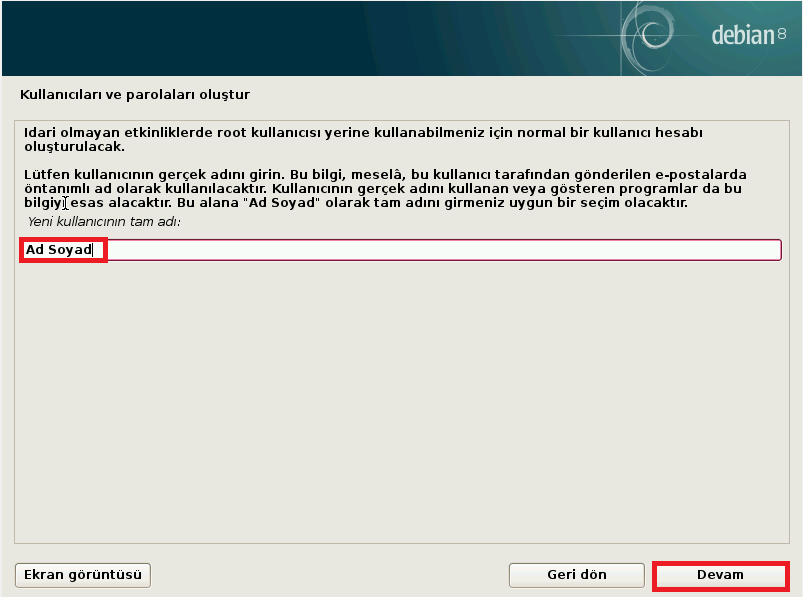 debian 8
Kullanıcıları ve parolaları oluştur
Idari olmayan etkinliklerde root kullanıcısı yerine kullanabilmeniz için normal bir kullanıcı hesabı
oluşturulacak.
Lütfen kullanıcının gerçek adını girin. Bu bilgi, meselâ, bu kullanıcı tarafından gönderilen e-postalarda
öntanımlı ad olarak kullanılacaktır. Kullanıcının gerçek adını kullanan veya gösteren programlar da bu
bilgiyi esas alacaktır. Bu alana "Ad Soyad" olarak tam adını girmeniz uygun bir seçim olacaktır.
Yeni kullanıcının tam adı:
Ad Soyad
Ekran görüntüsü
Geri dön
Devam